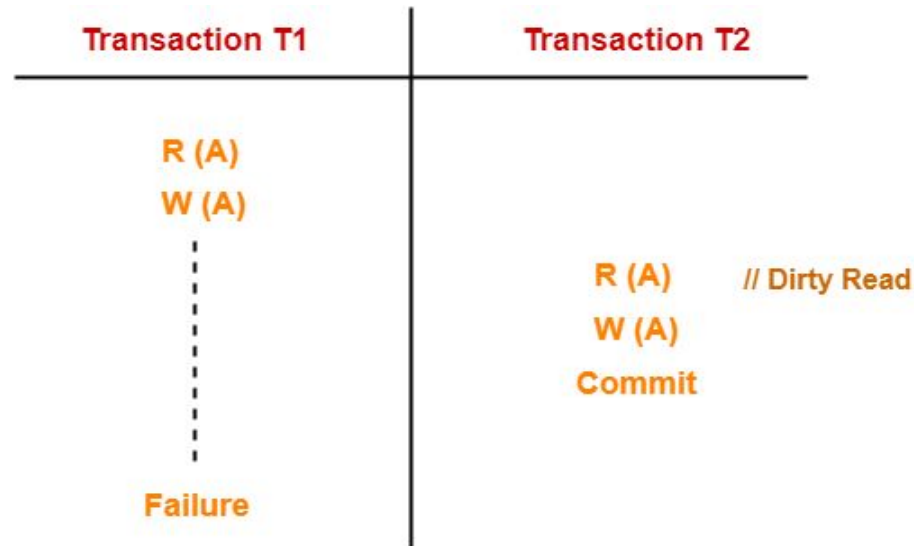 Transaction T1
Transaction T2
R (A)
W (A)
R (A) // Dirty Read
W (A)
Commit
Failure